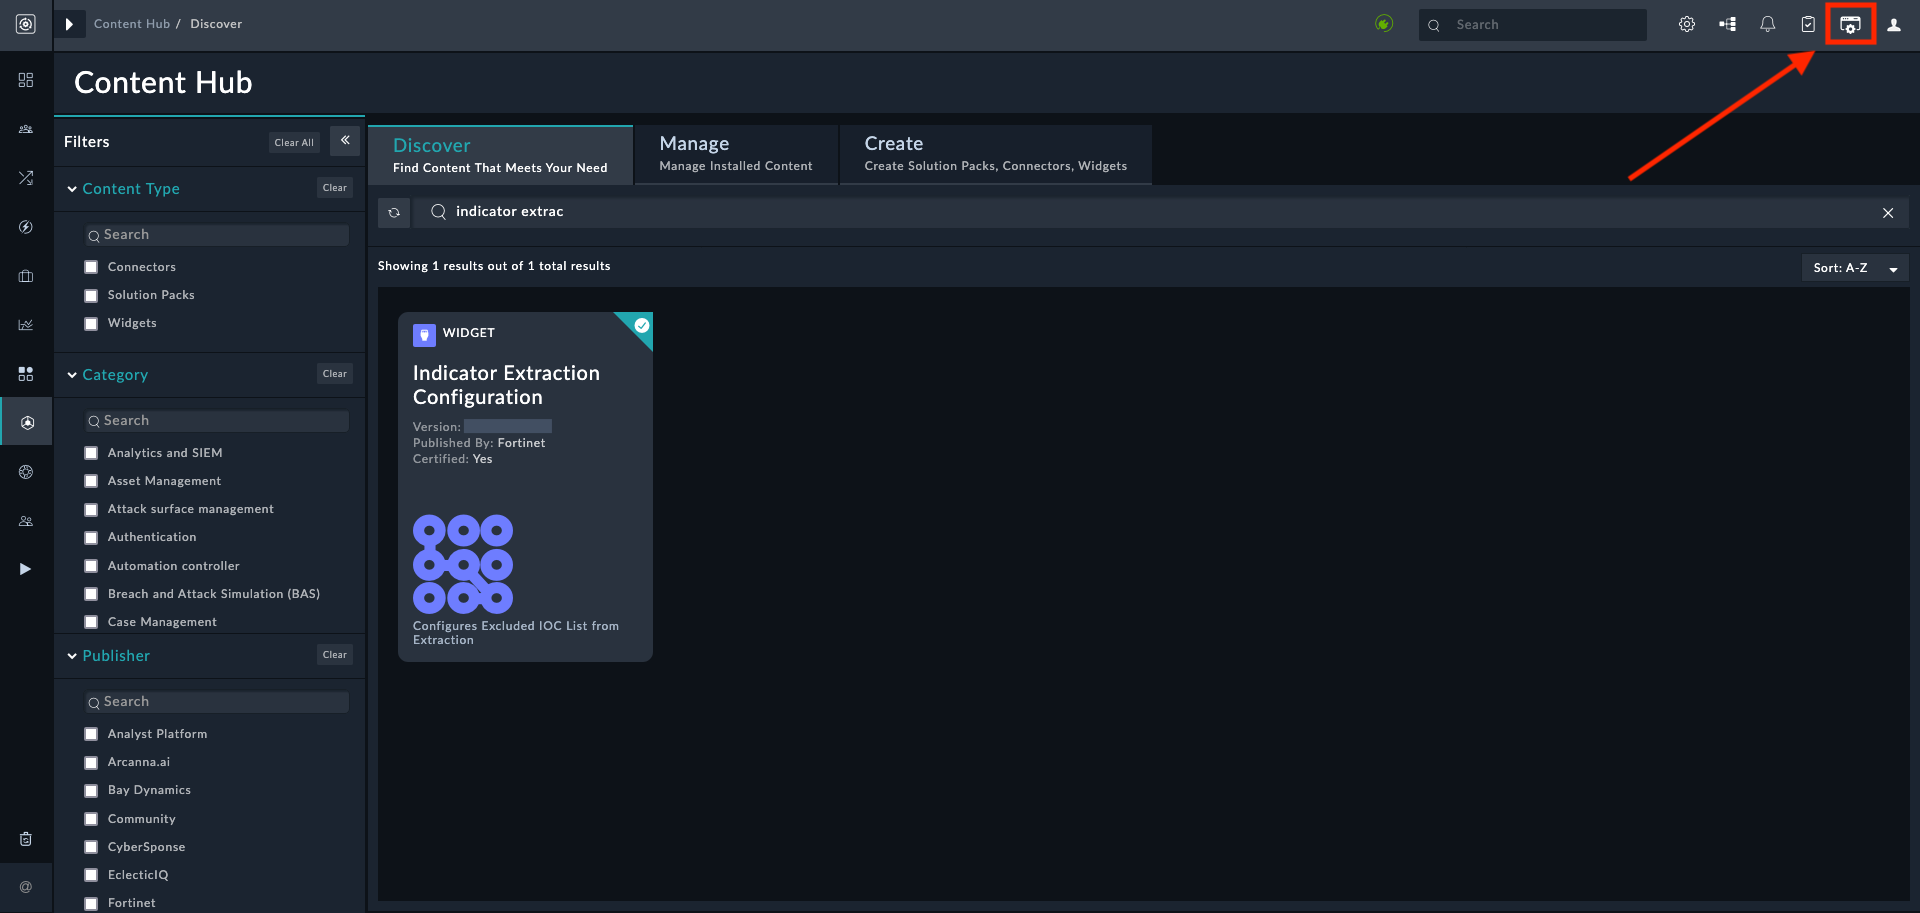 Content Hub / Discover
Search
Content Hub
Filters
Clear All
Content Type
Clear
Search
Connectors
Solution Packs
Widgets
Category
Clear
Search
Analytics and SIEM
Asset Management
Attack surface management
Authentication
Automation controller
Breach and Attack Simulation (BAS)
Case Management
Publisher
Clear
Search
Analyst Platform
Arcanna.ai
Bay Dynamics
Community
CyberSponse
EclecticIQ
Fortinet
@
Discover
Find Content That Meets Your Need
Manage
Manage Installed Content
Create
Create Solution Packs, Connectors, Widgets
indicator extrac
Showing 1 results out of 1 total results
Sort: A-Z
WIDGET
Indicator Extraction
Configuration
Version:
Published By: Fortinet
Certified: Yes
Configures Excluded IOC List from
Extraction